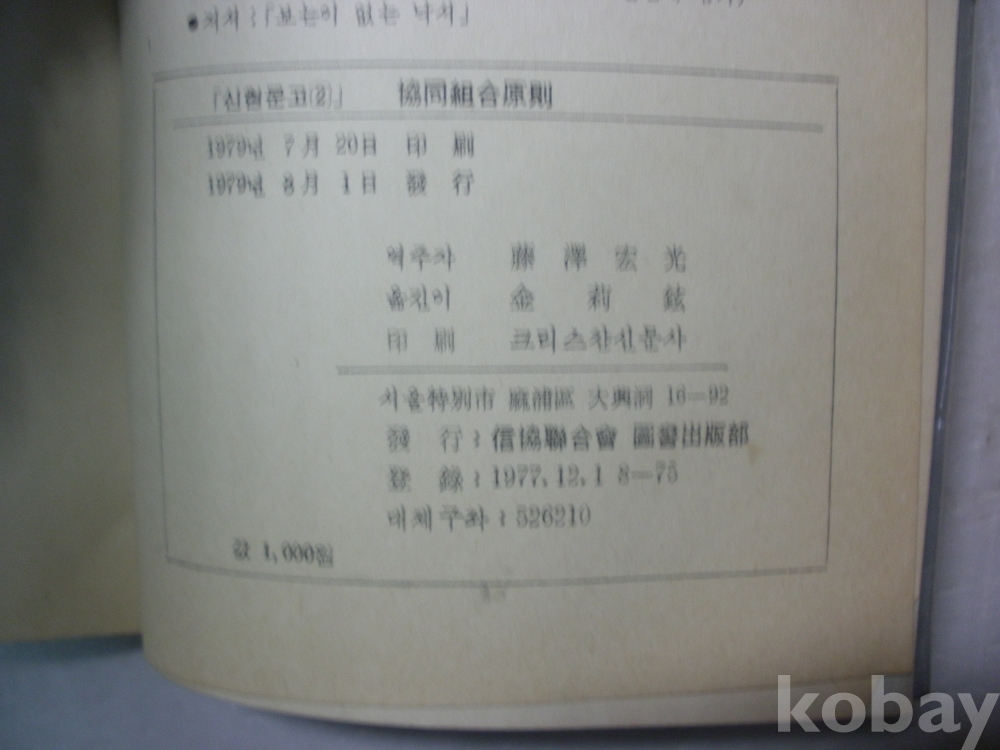 ●저서:「보는이 없는 낙서」
「신협문고(2)」 協同組合原則
1979년 7月 20日 印刷
1979년 8月 1日 發行
역주자 藤澤宏光
옮긴이 金莉鉉
印刷 크리스챤신문사
서울特別市 麻浦區 大興洞 16—92
發行:信協聯合會 圖書出版部
登錄:1977.12.1 8—75
대체구좌:526210
값 1,000원
kobay